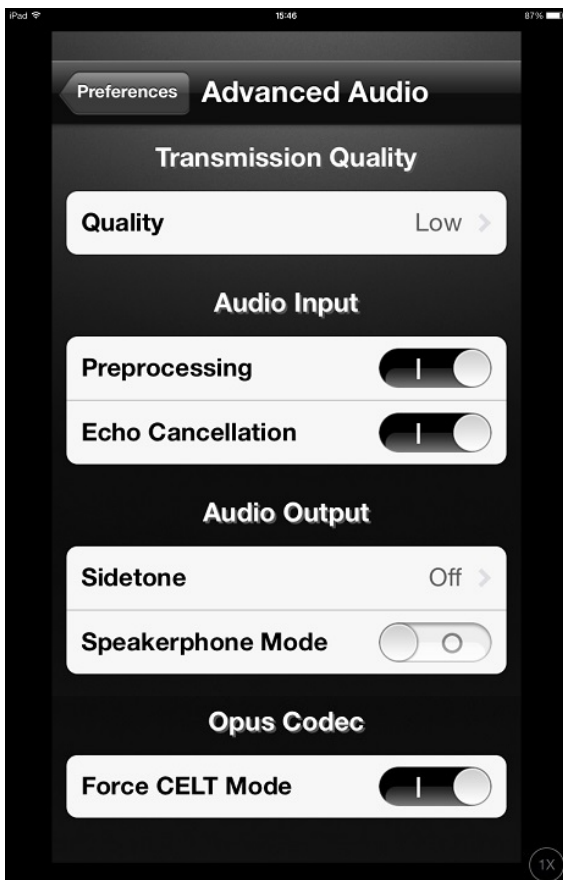 iPad 15:46 87%
Preferences Advanced Audio
Transmission Quality
Quality Low
Audio Input
Preprocessing
Echo Cancellation
Audio Output
Sidetone Off
Speakerphone Mode
Opus Codec
Force CELT Mode
1X